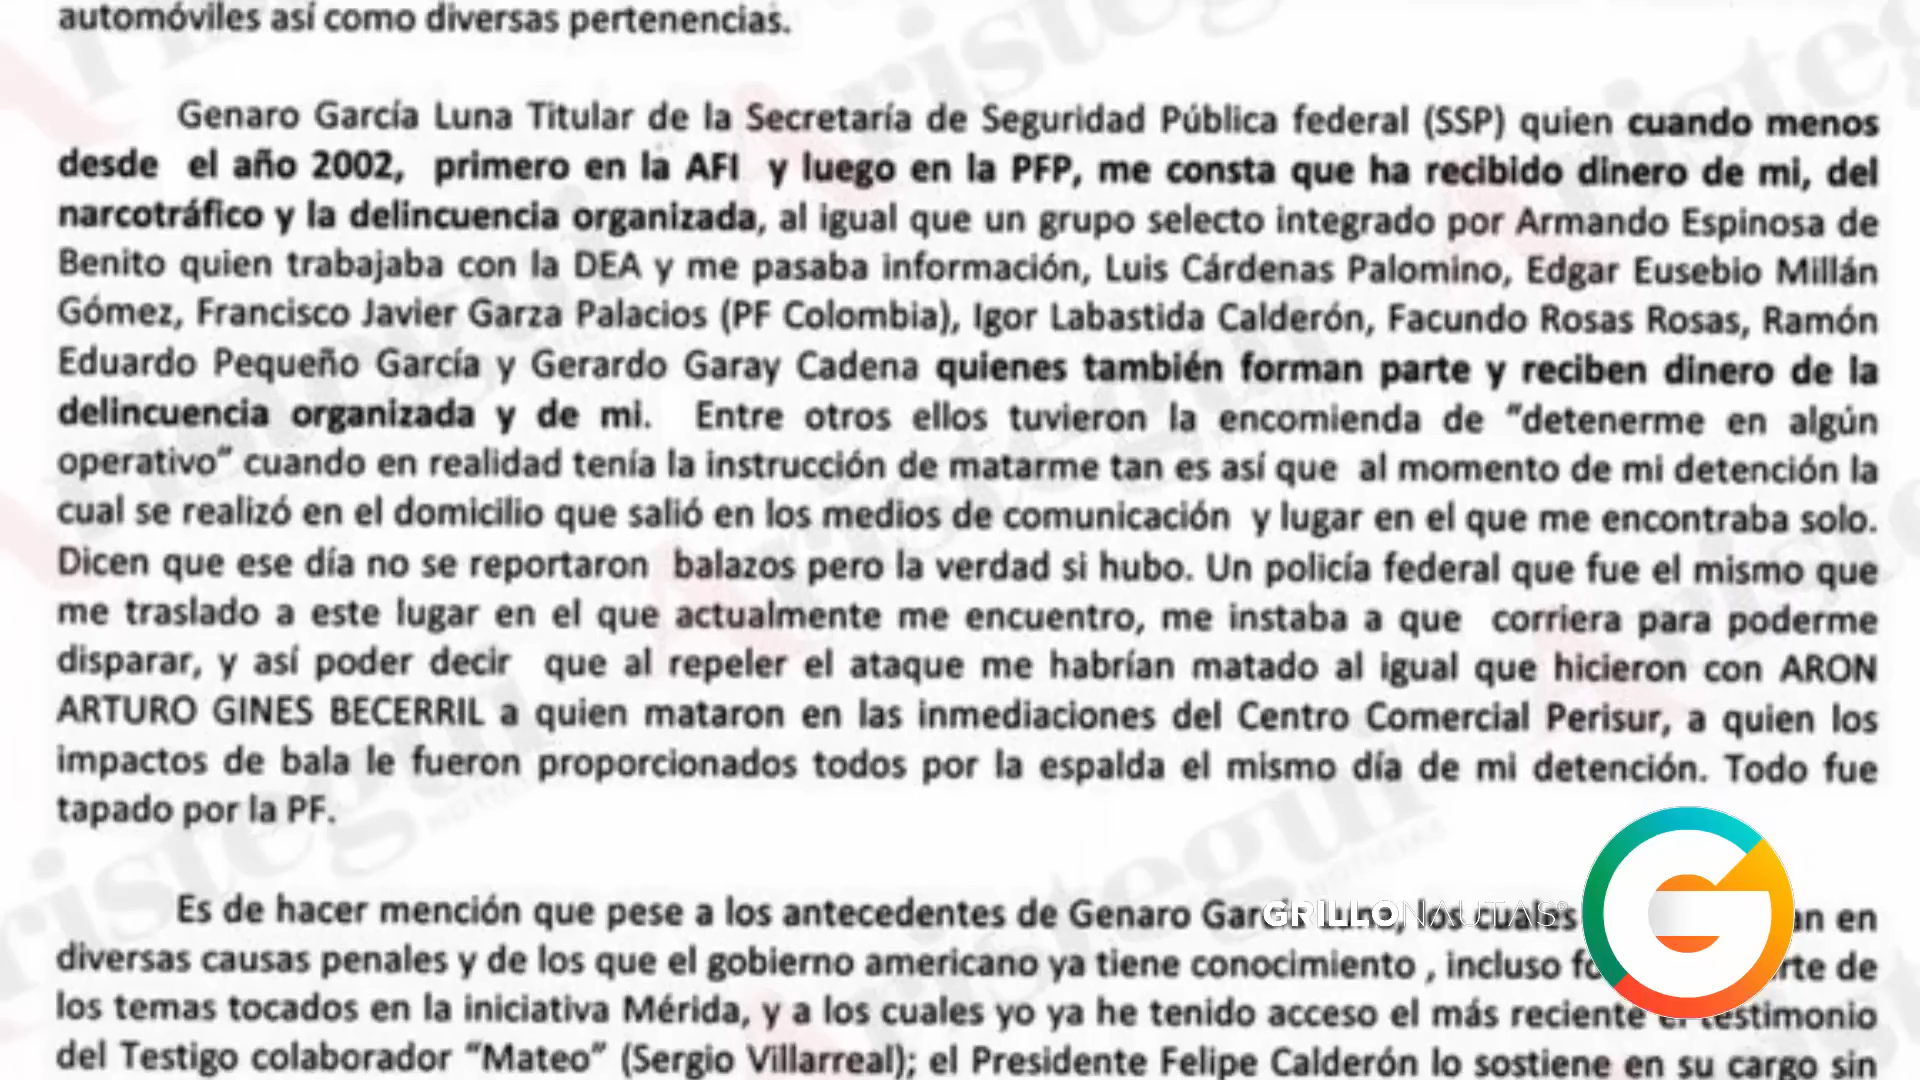 automóviles así como diversas pertenencias.
Genaro García Luna Titular de la Secretaría de Seguridad Pública federal (SSP) quien cuando menos
desde el año 2002, primero en la AFI y luego en la PFP, me consta que ha recibido dinero de mi, del
narcotráfico y la delincuencia organizada, al igual que un grupo selecto integrado por Armando Espinosa de
Benito quien trabajaba con la DEA y me pasaba información, Luis Cárdenas Palomino, Edgar Eusebio Millán
Gómez, Francisco Javier Garza Palacios (PF Colombia), Igor Labastida Calderón, Facundo Rosas Rosas, Ramón
Eduardo Pequeño García y Gerardo Garay Cadena quienes también forman parte y reciben dinero de la
delincuencia organizada y de mi. Entre otros ellos tuvieron la encomienda de "detenerme en algún
operativo" cuando en realidad tenía la instrucción de matarme tan es así que al momento de mi detención la
cual se realizó en el domicilio que salió en los medios de comunicación y lugar en el que me encontraba solo.
Dicen que ese día no se reportaron balazos pero la verdad si hubo. Un policía federal que fue el mismo que
me traslado a este lugar en el que actualmente me encuentro, me instaba a que corriera para poderme
disparar, y así poder decir que al repeler el ataque me habrían matado al igual que hicieron con ARON
ARTURO GINES BECERRIL a quien mataron en las inmediaciones del Centro Comercial Perisur, a quien los
impactos de bala le fueron proporcionados todos por la espalda el mismo día de mi detención. Todo fue
tapado por la PF.
Es de hacer mención que pese a los antecedentes de Genaro los cuales en
diversas causas penales y de los que el gobierno americano ya tiene conocimiento , incluso de
los temas tocados en la iniciativa Mérida, y a los cuales yo ya he tenido acceso el más reciente el testimonio
del Testigo colaborador "Mateo" (Sergio Villarreal); el Presidente Felipe Calderón lo sostiene en su cargo sin
GRILLONAUTAS
Aristegui